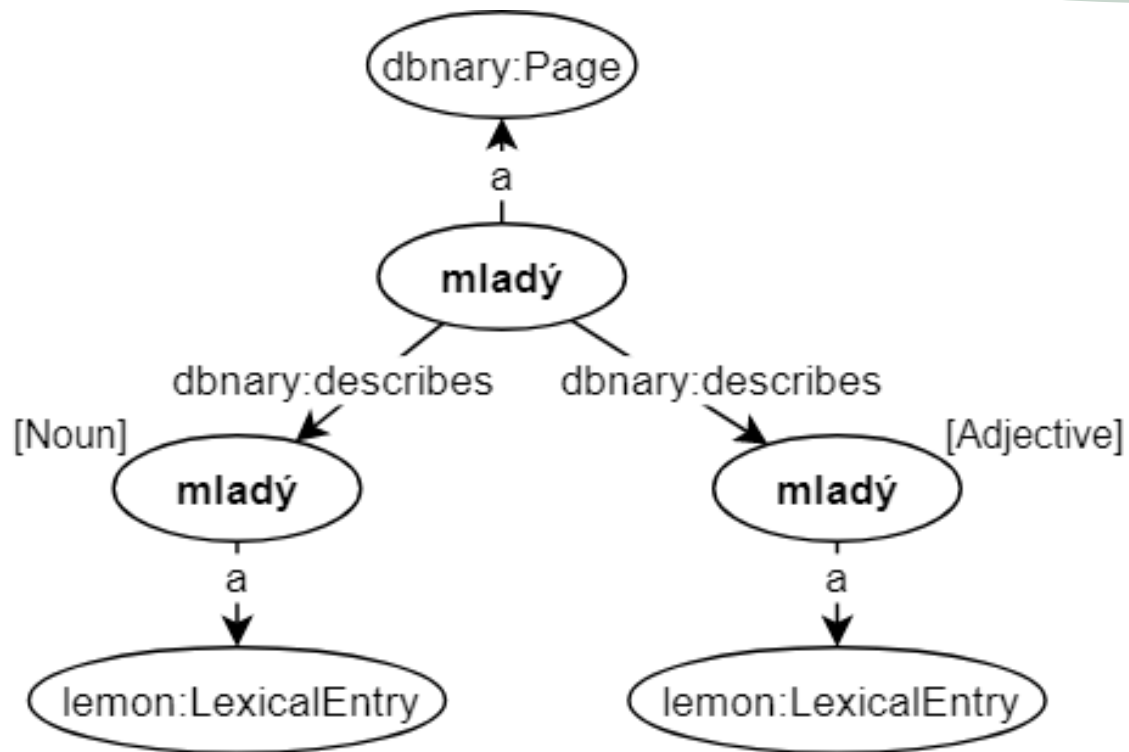 dbnary:Page
a
mladý
dbnary:describes dbnary:describes
[Noun] [Adjective]
mladý mladý
a a
lemon:LexicalEntry lemon:LexicalEntry